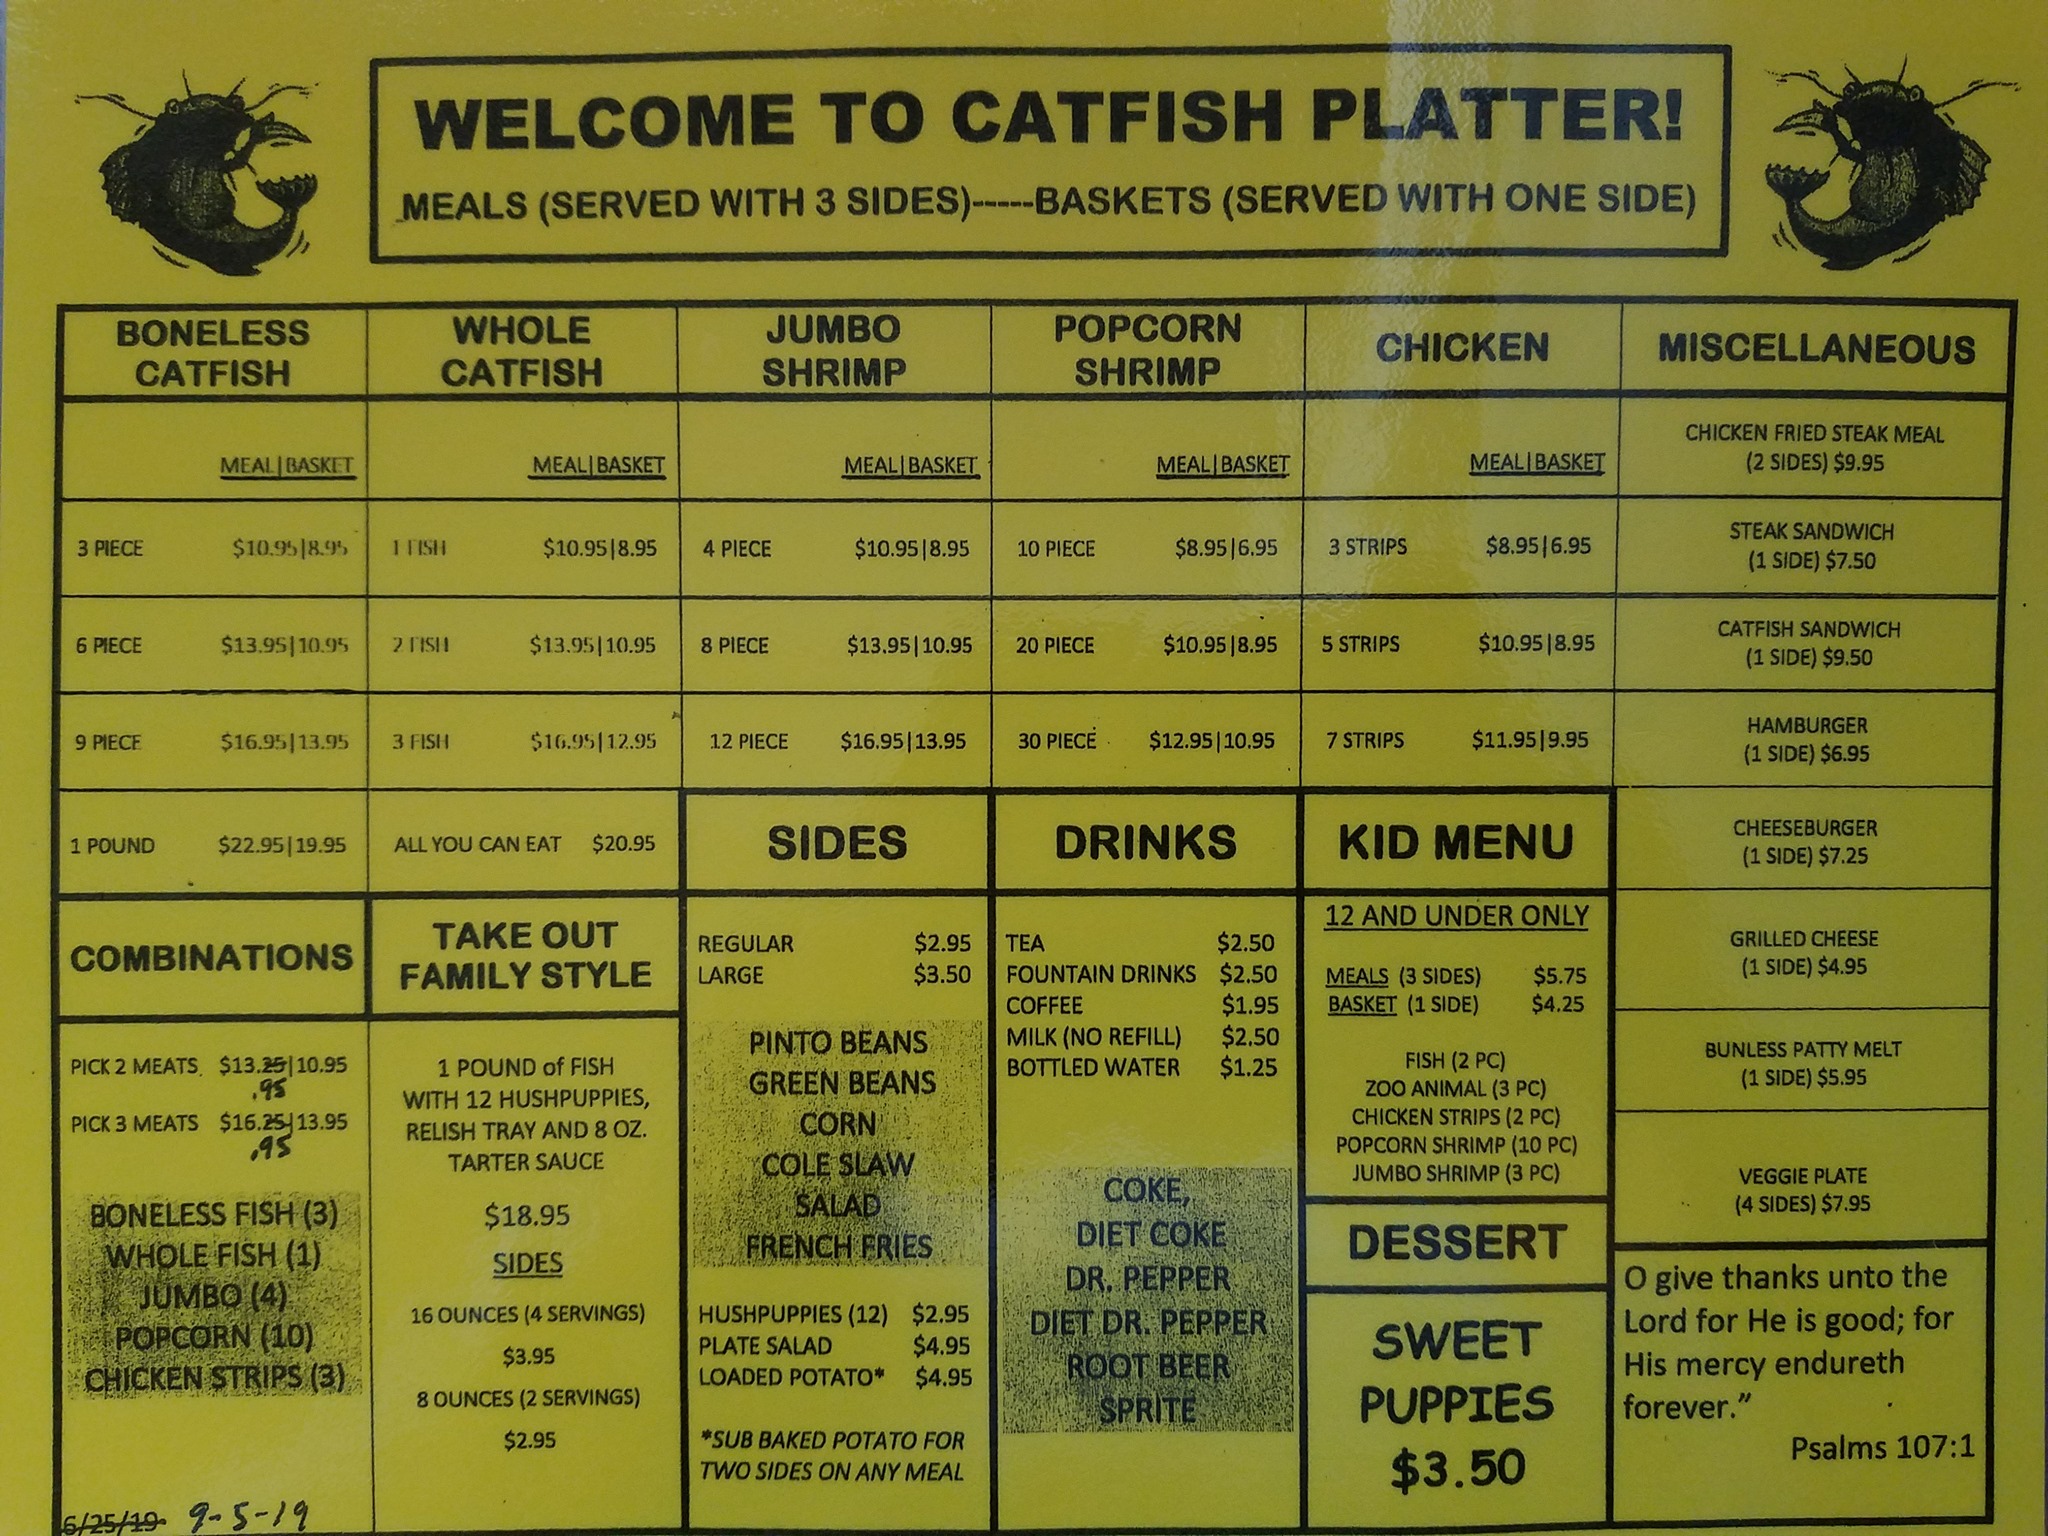 WELCOME TO CATFISH PLATTER!
MEALS (SERVED WITH 3 SIDES)-----BASKETS (SERVED WITH ONE SIDE)
BONELESS
CATFISH
MEAL|BASKET
3 PIECE $10.95|8.95
6 PIECE $13.95|10.95
9 PIECE $16.95|13.95
1 POUND $22.95|19.95
WHOLE
CATFISH
MEAL|BASKET
1 FISH $10.95|8.95
2 FISH $13.95|10.95
3 FISH $16.95|12.95
ALL YOU CAN EAT $20.95
JUMBO
SHRIMP
MEAL|BASKET
4 PIECE $10.95|8.95
8 PIECE $13.95|10.95
12 PIECE $16.95|13.95
POPCORN
SHRIMP
MEAL|BASKET
10 PIECE $8.95|6.95
20 PIECE $10.95|8.95
30 PIECE $12.95|10.95
CHICKEN
MEAL|BASKET
3 STRIPS $8.95|6.95
5 STRIPS $10.95|8.95
7 STRIPS $11.95|9.95
MISCELLANEOUS
CHICKEN FRIED STEAK MEAL
(2 SIDES) $9.95
STEAK SANDWICH
(1 SIDE) $7.50
CATFISH SANDWICH
(1 SIDE) $9.50
HAMBURGER
(1 SIDE) $6.95
CHEESEBURGER
(1 SIDE) $7.25
GRILLED CHEESE
(1 SIDE) $4.95
BUNLESS PATTY MELT
(1 SIDE) $5.95
VEGGIE PLATE
(4 SIDES) $7.95
COMBINATIONS
PICK 2 MEATS $13.25|10.95
.95
PICK 3 MEATS $16.25|13.95
.95
BONELESS FISH (3)
WHOLE FISH (1)
JUMBO (4)
POPCORN (10)
CHICKEN STRIPS (3)
6/25/19 9-5-19
TAKE OUT
FAMILY STYLE
1 POUND of FISH
WITH 12 HUSHPUPPIES,
RELISH TRAY AND 8 OZ.
TARTER SAUCE
$18.95
SIDES
16 OUNCES (4 SERVINGS)
$3.95
8 OUNCES (2 SERVINGS)
$2.95
SIDES
REGULAR $2.95
LARGE $3.50
PINTO BEANS
GREEN BEANS
CORN
COLE SLAW
SALAD
FRENCH FRIES
HUSHPUPPIES (12) $2.95
PLATE SALAD $4.95
LOADED POTATO* $4.95
*SUB BAKED POTATO FOR
TWO SIDES ON ANY MEAL
DRINKS
TEA $2.50
FOUNTAIN DRINKS $2.50
COFFEE $1.95
MILK (NO REFILL) $2.50
BOTTLED WATER $1.25
COKE,
DIET COKE
DR. PEPPER
DIET DR. PEPPER
ROOT BEER
SPRITE
KID MENU
12 AND UNDER ONLY
MEALS (3 SIDES) $5.75
BASKET (1 SIDE) $4.25
FISH (2 PC)
ZOO ANIMAL (3 PC)
CHICKEN STRIPS (2 PC)
POPCORN SHRIMP (10 PC)
JUMBO SHRIMP (3 PC)
DESSERT
SWEET
PUPPIES
$3.50
O give thanks unto the
Lord for He is good; for
His mercy endureth
forever.”
Psalms 107:1